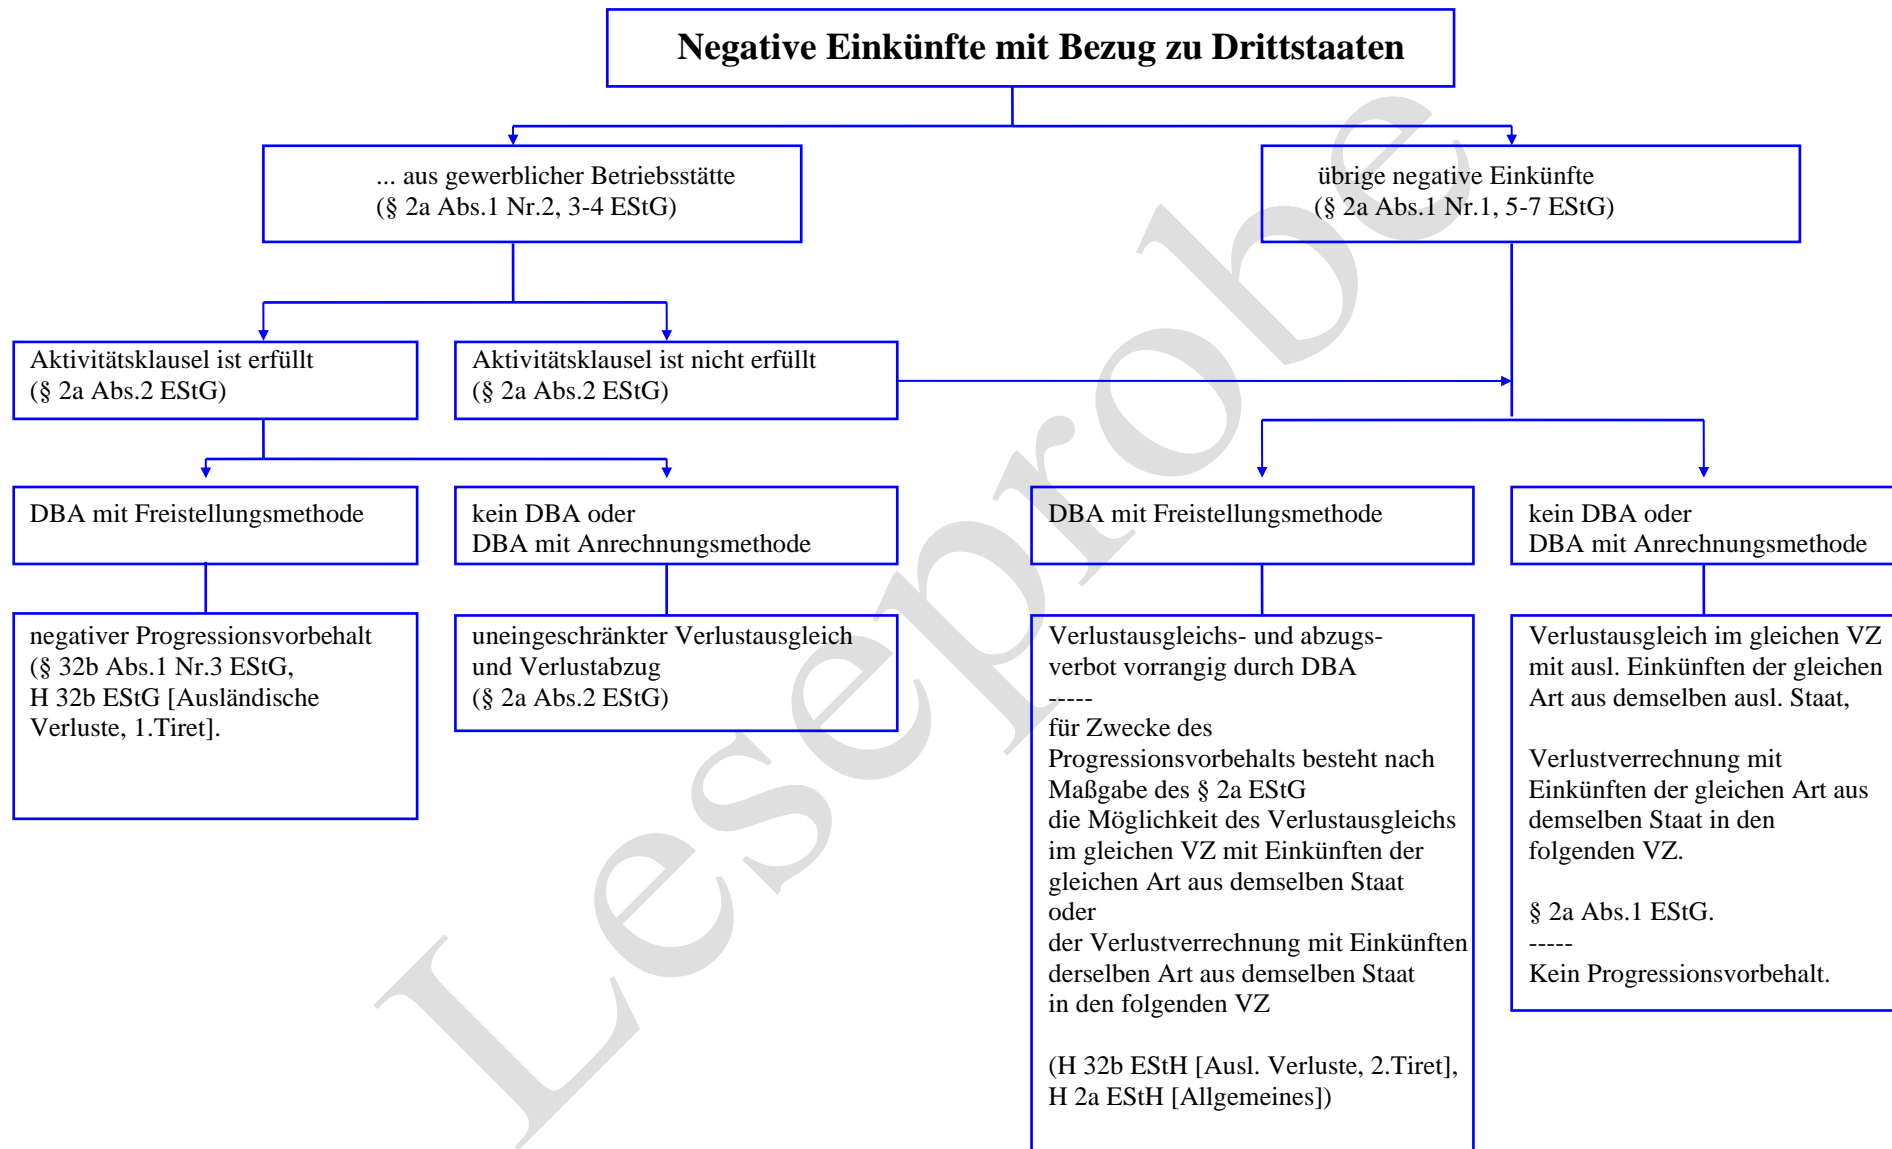 Negative Einkünfte mit Bezug zu Drittstaaten
... aus gewerblicher Betriebsstätte
(§ 2a Abs.1 Nr.2, 3-4 EStG)
übrige negative Einkünfte
(§ 2a Abs.1 Nr.1, 5-7 EStG)
Aktivitätsklausel ist erfüllt
(§ 2a Abs.2 EStG)
Aktivitätsklausel ist nicht erfüllt
(§ 2a Abs.2 EStG)
DBA mit Freistellungsmethode
kein DBA oder
DBA mit Anrechnungsmethode
DBA mit Freistellungsmethode
kein DBA oder
DBA mit Anrechnungsmethode
negativer Progressionsvorbehalt
(§ 32b Abs.1 Nr.3 EStG,
H 32b EStG [Ausländische
Verluste, 1.Tiret].
uneingeschränkter Verlustausgleich
und Verlustabzug
(§ 2a Abs.2 EStG)
Verlustausgleichs- und abzugs-
verbot vorrangig durch DBA
-----
für Zwecke des
Progressionsvorbehalts besteht nach
Maßgabe des § 2a EStG
die Möglichkeit des Verlustausgleichs
im gleichen VZ mit Einkünften der
gleichen Art aus demselben Staat
oder
der Verlustverrechnung mit Einkünften
derselben Art aus demselben Staat
in den folgenden VZ
(H 32b EStH [Ausl. Verluste, 2.Tiret],
H 2a EStH [Allgemeines])
Verlustausgleich im gleichen VZ
mit ausl. Einkünften der gleichen
Art aus demselben ausl. Staat,
Verlustverrechnung mit
Einkünften der gleichen Art aus
demselben Staat in den
folgenden VZ.
§ 2a Abs.1 EStG.
-----
Kein Progressionsvorbehalt.
Leseprobe